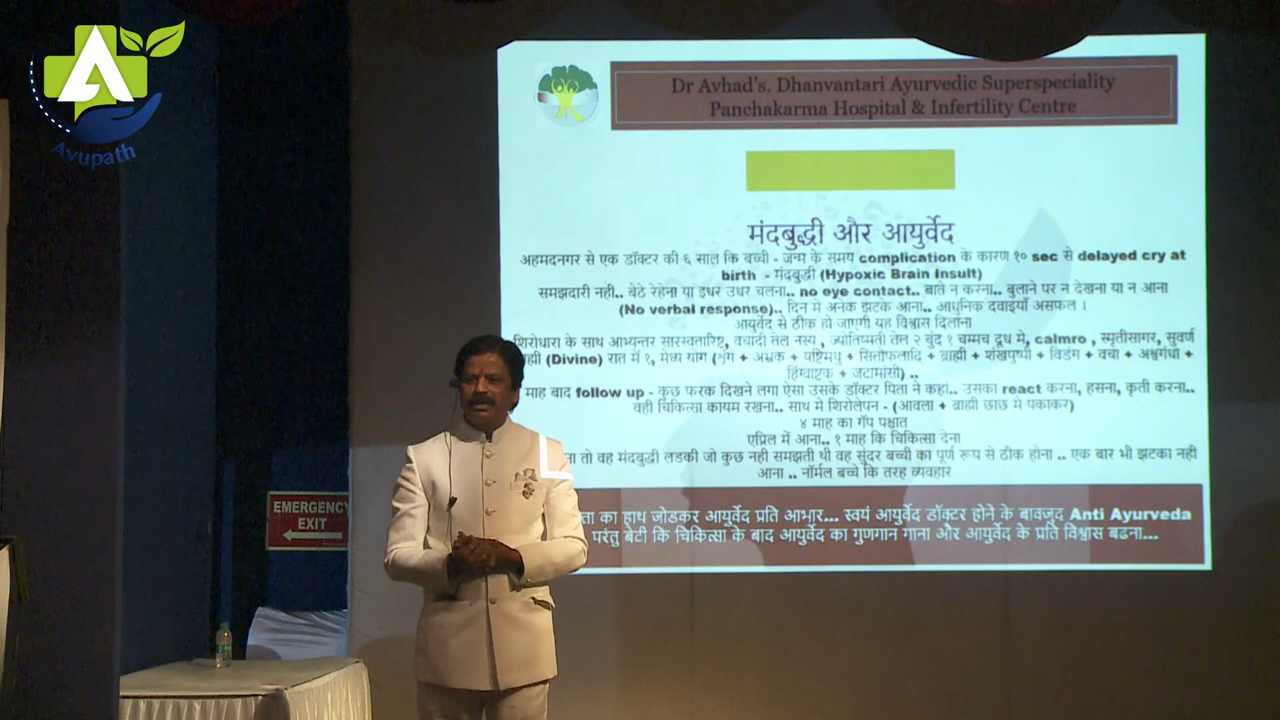 Ayupath
Dr Avhad's. Dhanvantari Ayurvedic Superspeciality
Panchakarma Hospital & Infertility Centre
मंदबुद्धी और आयुर्वेद
अहमदनगर से एक डॉक्टर की ६ साल कि बच्ची - जन्म के समय complication के कारण १० sec से delayed cry at
birth - मंदबुद्धी (Hypoxic Brain Insult)
समझदारी नही.. बेठे रेहेना या इधर उधर चलना.. no eye contact.. बाते न करना.. बुलाने पर न देखना या न आना
(No verbal response).. दिन मे अनेक झटके आना.. आधुनिक दवाइयाँ असफल ।
आयुर्वेद से ठीक हो जाएगी यह विश्वास दिलाना
शिरोधारा के साथ आभ्यन्तर सारस्वतारिष्ट, वचादी तेल नस्य , ज्योतिष्मती तेल २ बुंद १ चम्मच दूध मे, calmro , स्मृतीसागर, सुवर्ण
(Divine) रात में १, मेध्य योग (शृंग + अभ्रक + यष्टिमधु + सितोफलादि + ब्राह्मी + शंखपुष्पी + विडंग + वचा + अश्वगंधा +
हिंग्वाष्टक + जटामांसी) ..
माह बाद follow up - कुछ फरक दिखने लगा ऐसा उसके डॉक्टर पिता ने कहा.. उसका react करना, हसना, कृती करना..
वही चिकित्सा कायम रखना.. साथ मे शिरोलेपन - (आवला + ब्राह्मी छाछ मे पकाकर)
४ माह का गॅप पश्चात
एप्रिल में आना.. १ माह कि चिकित्सा देना
तो वह मंदबुद्धी लडकी जो कुछ नही समझती थी वह सुंदर बच्ची का पूर्ण रूप से ठीक होना .. एक बार भी झटका नही
आना .. नॉर्मल बच्चे कि तरह व्यवहार
का हाथ जोडकर आयुर्वेद प्रति आभार... स्वयं आयुर्वेद डॉक्टर होने के बावजूद Anti Ayurveda
परंतु बेटी कि चिकित्सा के बाद आयुर्वेद का गुणगान गाना और आयुर्वेद के प्रति विश्वास बढना...
EMERGENCY
EXIT